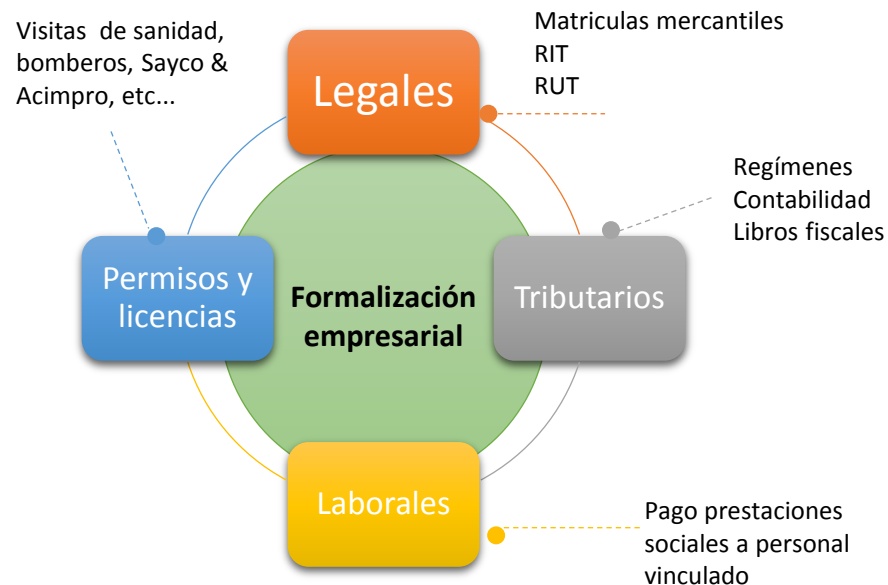 Visitas de sanidad,
bomberos, Sayco &
Acimpro, etc...
Legales
Matriculas mercantiles
RIT
RUT
Regímenes
Contabilidad
Libros fiscales
Permisos y
licencias
Formalización
empresarial
Tributarios
Laborales
Pago prestaciones
sociales a personal
vinculado